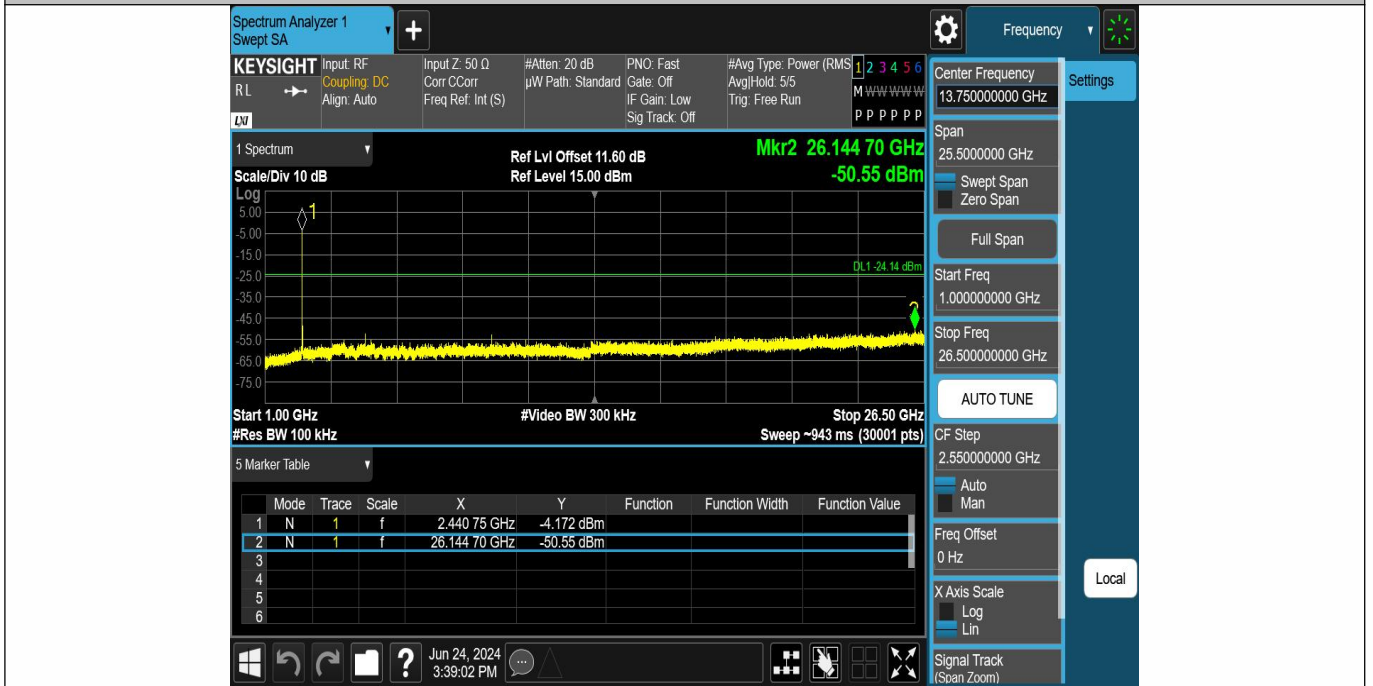 Spectrum Analyzer 1
Swept SA
+
Frequency
KEYSIGHT
RL
LXI
Input: RF
Coupling: DC
Align: Auto
Input Z: 50 Ω
Corr CCorr
Freq Ref: Int (S)
#Atten: 20 dB
µW Path: Standard
PNO: Fast
Gate: Off
IF Gain: Low
Sig Track: Off
#Avg Type: Power (RMS
Avg|Hold: 5/5
Trig: Free Run
1 2 3 4 5 6
M W W W W W
P P P P P P
1 Spectrum
Scale/Div 10 dB
Ref Lvl Offset 11.60 dB
Ref Level 15.00 dBm
Mkr2 26.144 70 GHz
-50.55 dBm
Log
5.00
-5.00
-15.0
-25.0
-35.0
-45.0
-55.0
-65.0
-75.0
1
DL1 -24.14 dBm
Start 1.00 GHz
#Res BW 100 kHz
#Video BW 300 kHz
Stop 26.50 GHz
Sweep ~943 ms (30001 pts)
5 Marker Table
Mode Trace Scale X Y Function Function Width Function Value
1 N 1 f 2.440 75 GHz -4.172 dBm
2 N 1 f 26.144 70 GHz -50.55 dBm
3
4
5
6
?
Jun 24, 2024
3:39:02 PM
Center Frequency
13.750000000 GHz
Settings
Span
25.5000000 GHz
Swept Span
Zero Span
Full Span
Start Freq
1.000000000 GHz
Stop Freq
26.500000000 GHz
AUTO TUNE
CF Step
2.550000000 GHz
Auto
Man
Freq Offset
0 Hz
Local
X Axis Scale
Log
Lin
Signal Track
(Span Zoom)